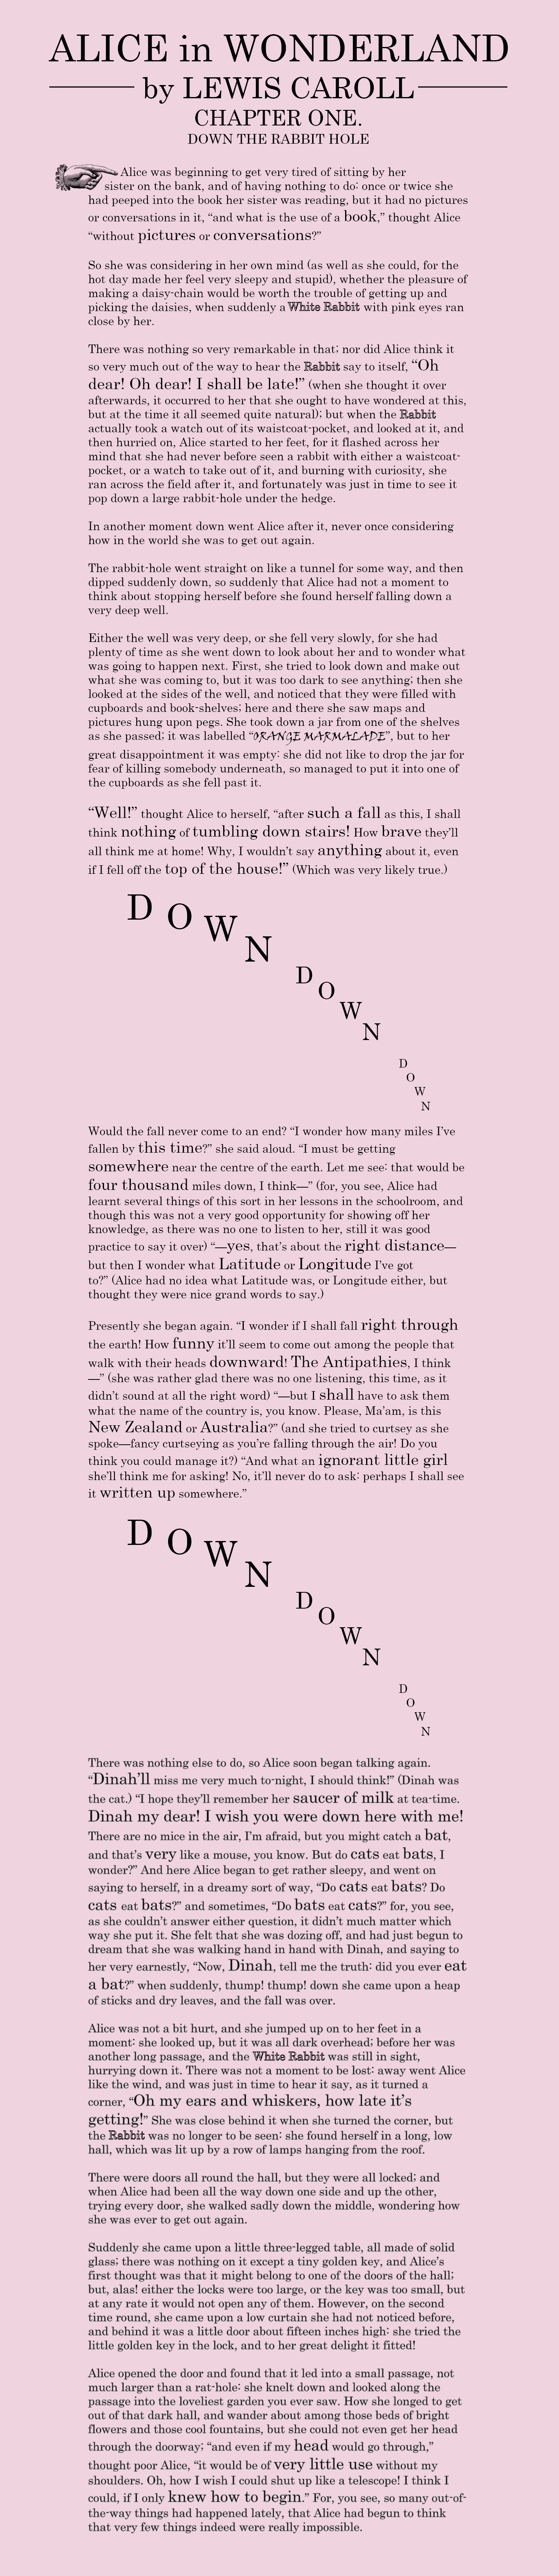 ALICE in WONDERLAND
by LEWIS CAROLL
CHAPTER ONE.
DOWN THE RABBIT HOLE
Alice was beginning to get very tired of sitting by her
sister on the bank, and of having nothing to do: once or twice she
had peeped into the book her sister was reading, but it had no pictures
or conversations in it, “and what is the use of a book,” thought Alice
“without pictures or conversations?”
So she was considering in her own mind (as well as she could, for the
hot day made her feel very sleepy and stupid), whether the pleasure of
making a daisy-chain would be worth the trouble of getting up and
picking the daisies, when suddenly a White Rabbit with pink eyes ran
close by her.
There was nothing so very remarkable in that; nor did Alice think it
so very much out of the way to hear the Rabbit say to itself, “Oh
dear! Oh dear! I shall be late!” (when she thought it over
afterwards, it occurred to her that she ought to have wondered at this,
but at the time it all seemed quite natural); but when the Rabbit
actually took a watch out of its waistcoat-pocket, and looked at it, and
then hurried on, Alice started to her feet, for it flashed across her
mind that she had never before seen a rabbit with either a waistcoat-
pocket, or a watch to take out of it, and burning with curiosity, she
ran across the field after it, and fortunately was just in time to see it
pop down a large rabbit-hole under the hedge.
In another moment down went Alice after it, never once considering
how in the world she was to get out again.
The rabbit-hole went straight on like a tunnel for some way, and then
dipped suddenly down, so suddenly that Alice had not a moment to
think about stopping herself before she found herself falling down a
very deep well.
Either the well was very deep, or she fell very slowly, for she had
plenty of time as she went down to look about her and to wonder what
was going to happen next. First, she tried to look down and make out
what she was coming to, but it was too dark to see anything; then she
looked at the sides of the well, and noticed that they were filled with
cupboards and book-shelves; here and there she saw maps and
pictures hung upon pegs. She took down a jar from one of the shelves
as she passed; it was labelled “ORANGE MARMALADE”, but to her
great disappointment it was empty: she did not like to drop the jar for
fear of killing somebody underneath, so managed to put it into one of
the cupboards as she fell past it.
“Well!” thought Alice to herself, “after such a fall as this, I shall
think nothing of tumbling down stairs! How brave they’ll
all think me at home! Why, I wouldn’t say anything about it, even
if I fell off the top of the house!” (Which was very likely true.)
DOWN
DOWN
DOWN
Would the fall never come to an end? “I wonder how many miles I’ve
fallen by this time?” she said aloud. “I must be getting
somewhere near the centre of the earth. Let me see: that would be
four thousand miles down, I think—” (for, you see, Alice had
learnt several things of this sort in her lessons in the schoolroom, and
though this was not a very good opportunity for showing off her
knowledge, as there was no one to listen to her, still it was good
practice to say it over) “—yes, that’s about the right distance—
but then I wonder what Latitude or Longitude I’ve got
to?” (Alice had no idea what Latitude was, or Longitude either, but
thought they were nice grand words to say.)
Presently she began again. “I wonder if I shall fall right through
the earth! How funny it’ll seem to come out among the people that
walk with their heads downward! The Antipathies, I think
—” (she was rather glad there was no one listening, this time, as it
didn’t sound at all the right word) “—but I shall have to ask them
what the name of the country is, you know. Please, Ma’am, is this
New Zealand or Australia?” (and she tried to curtsey as she
spoke—fancy curtseying as you’re falling through the air! Do you
think you could manage it?) “And what an ignorant little girl
she’ll think me for asking! No, it’ll never do to ask: perhaps I shall see
it written up somewhere.”
DOWN
DOWN
DOWN
There was nothing else to do, so Alice soon began talking again.
“Dinah’ll miss me very much to-night, I should think!” (Dinah was
the cat.) “I hope they’ll remember her saucer of milk at tea-time.
Dinah my dear! I wish you were down here with me!
There are no mice in the air, I’m afraid, but you might catch a bat,
and that’s very like a mouse, you know. But do cats eat bats, I
wonder?” And here Alice began to get rather sleepy, and went on
saying to herself, in a dreamy sort of way, “Do cats eat bats? Do
cats eat bats?” and sometimes, “Do bats eat cats?” for, you see,
as she couldn’t answer either question, it didn’t much matter which
way she put it. She felt that she was dozing off, and had just begun to
dream that she was walking hand in hand with Dinah, and saying to
her very earnestly, “Now, Dinah, tell me the truth: did you ever eat
a bat?” when suddenly, thump! thump! down she came upon a heap
of sticks and dry leaves, and the fall was over.
Alice was not a bit hurt, and she jumped up on to her feet in a
moment: she looked up, but it was all dark overhead; before her was
another long passage, and the White Rabbit was still in sight,
hurrying down it. There was not a moment to be lost: away went Alice
like the wind, and was just in time to hear it say, as it turned a
corner, “Oh my ears and whiskers, how late it’s
getting!” She was close behind it when she turned the corner, but
the Rabbit was no longer to be seen: she found herself in a long, low
hall, which was lit up by a row of lamps hanging from the roof.
There were doors all round the hall, but they were all locked; and
when Alice had been all the way down one side and up the other,
trying every door, she walked sadly down the middle, wondering how
she was ever to get out again.
Suddenly she came upon a little three-legged table, all made of solid
glass; there was nothing on it except a tiny golden key, and Alice’s
first thought was that it might belong to one of the doors of the hall;
but, alas! either the locks were too large, or the key was too small, but
at any rate it would not open any of them. However, on the second
time round, she came upon a low curtain she had not noticed before,
and behind it was a little door about fifteen inches high: she tried the
little golden key in the lock, and to her great delight it fitted!
Alice opened the door and found that it led into a small passage, not
much larger than a rat-hole: she knelt down and looked along the
passage into the loveliest garden you ever saw. How she longed to get
out of that dark hall, and wander about among those beds of bright
flowers and those cool fountains, but she could not even get her head
through the doorway; “and even if my head would go through,”
thought poor Alice, “it would be of very little use without my
shoulders. Oh, how I wish I could shut up like a telescope! I think I
could, if I only knew how to begin.” For, you see, so many out-of-
the-way things had happened lately, that Alice had begun to think
that very few things indeed were really impossible.